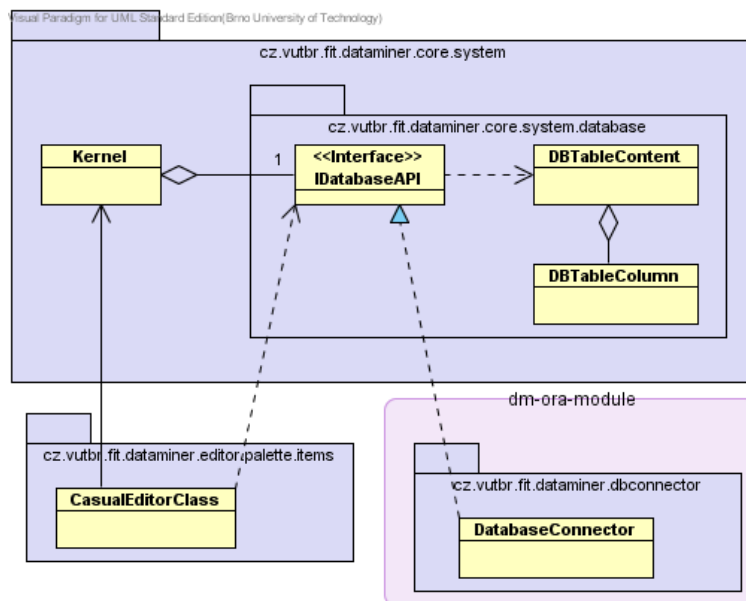 Visual Paradigm for UML Standard Edition(Brno University of Technology)
cz.vutbr.fit.dataminer.core.system
cz.vutbr.fit.dataminer.core.system.database
Kernel
1
<<Interface>>
IDatabaseAPI
DBTableContent
DBTableColumn
dm-ora-module
cz.vutbr.fit.dataminer.editor.palette.items
CasualEditorClass
cz.vutbr.fit.dataminer.dbconnector
DatabaseConnector